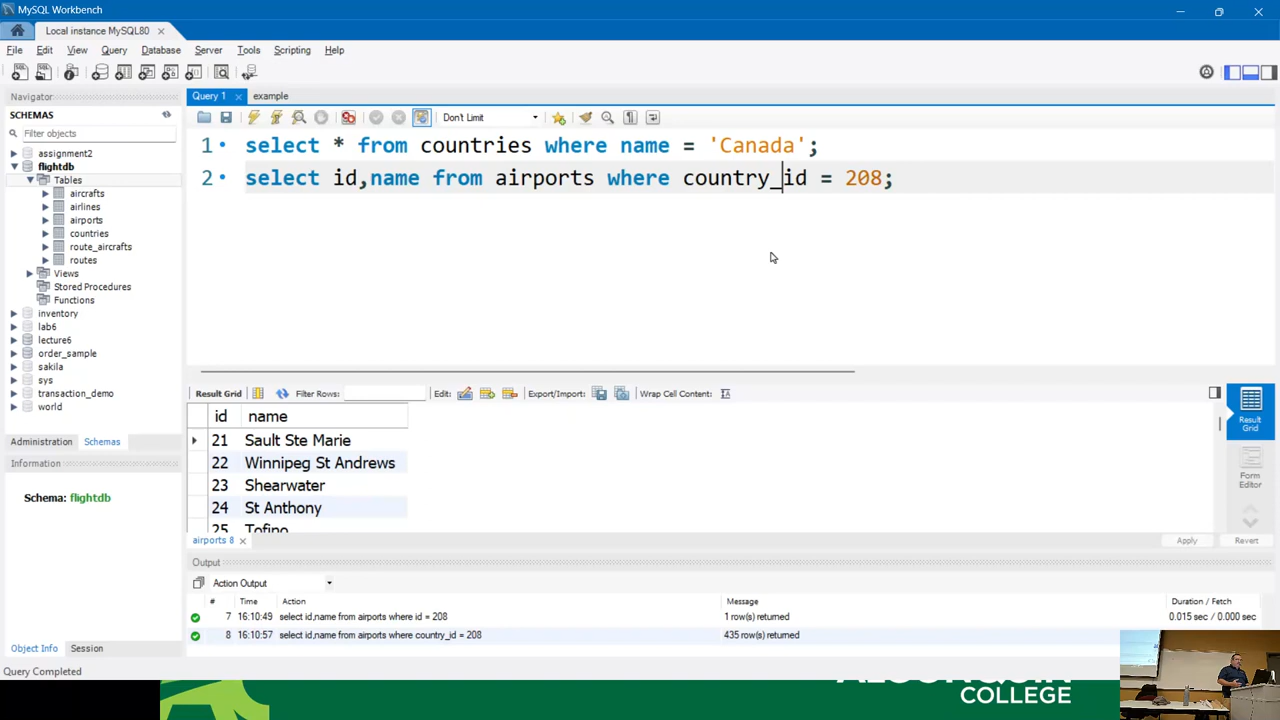 MySQL Workbench
Local instance MySQL80
File Edit View Query Database Server Tools Scripting Help
Navigator
SCHEMAS
Filter objects
assignment2
flightdb
Tables
aircrafts
airlines
airports
countries
route_aircrafts
routes
Views
Stored Procedures
Functions
inventory
lab6
lecture6
order_sample
sakila
sys
transaction_demo
world
Administration Schemas
Information
Schema: flightdb
Object Info Session
Query 1 example
Don't Limit
1 select * from countries where name = 'Canada';
2 select id,name from airports where country_id = 208;
Result Grid Filter Rows: Edit: Export/Import: Wrap Cell Content:
id name
21 Sault Ste Marie
22 Winnipeg St Andrews
23 Shearwater
24 St Anthony
25 Tofino
Result Grid
Form Editor
airports 8 Apply Revert
Output
Action Output
# Time Action Message Duration / Fetch
7 16:10:49 select id,name from airports where id = 208 1 row(s) returned 0.015 sec / 0.000 sec
8 16:10:57 select id,name from airports where country_id = 208 435 row(s) returned
Query Completed
ALGONQUIN
COLLEGE